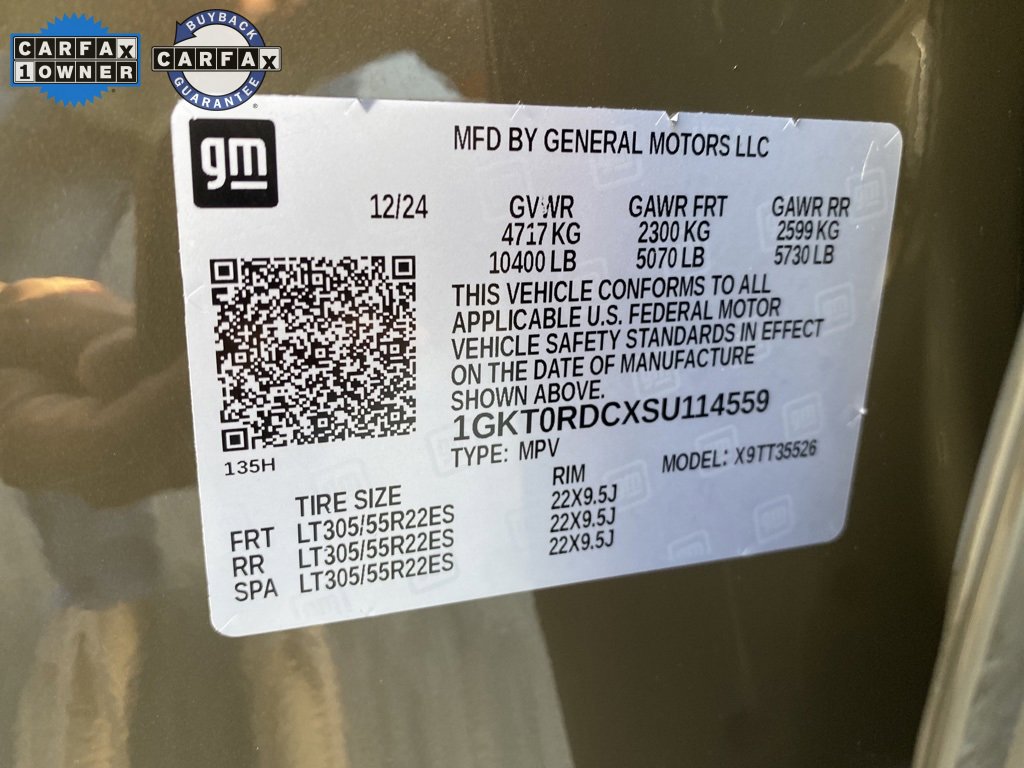 CARFAX
1 OWNER
BUYBACK
CARFAX
GUARANTEE
gm
MFD BY GENERAL MOTORS LLC
12/24 GVWR GAWR FRT GAWR RR
4717 KG 2300 KG 2599 KG
10400 LB 5070 LB 5730 LB
THIS VEHICLE CONFORMS TO ALL
APPLICABLE U.S. FEDERAL MOTOR
VEHICLE SAFETY STANDARDS IN EFFECT
ON THE DATE OF MANUFACTURE
SHOWN ABOVE.
1GKT0RDCXSU114559
TYPE: MPV MODEL: X9TT35526
135H
TIRE SIZE RIM
FRT LT305/55R22ES 22X9.5J
RR LT305/55R22ES 22X9.5J
SPA LT305/55R22ES 22X9.5J